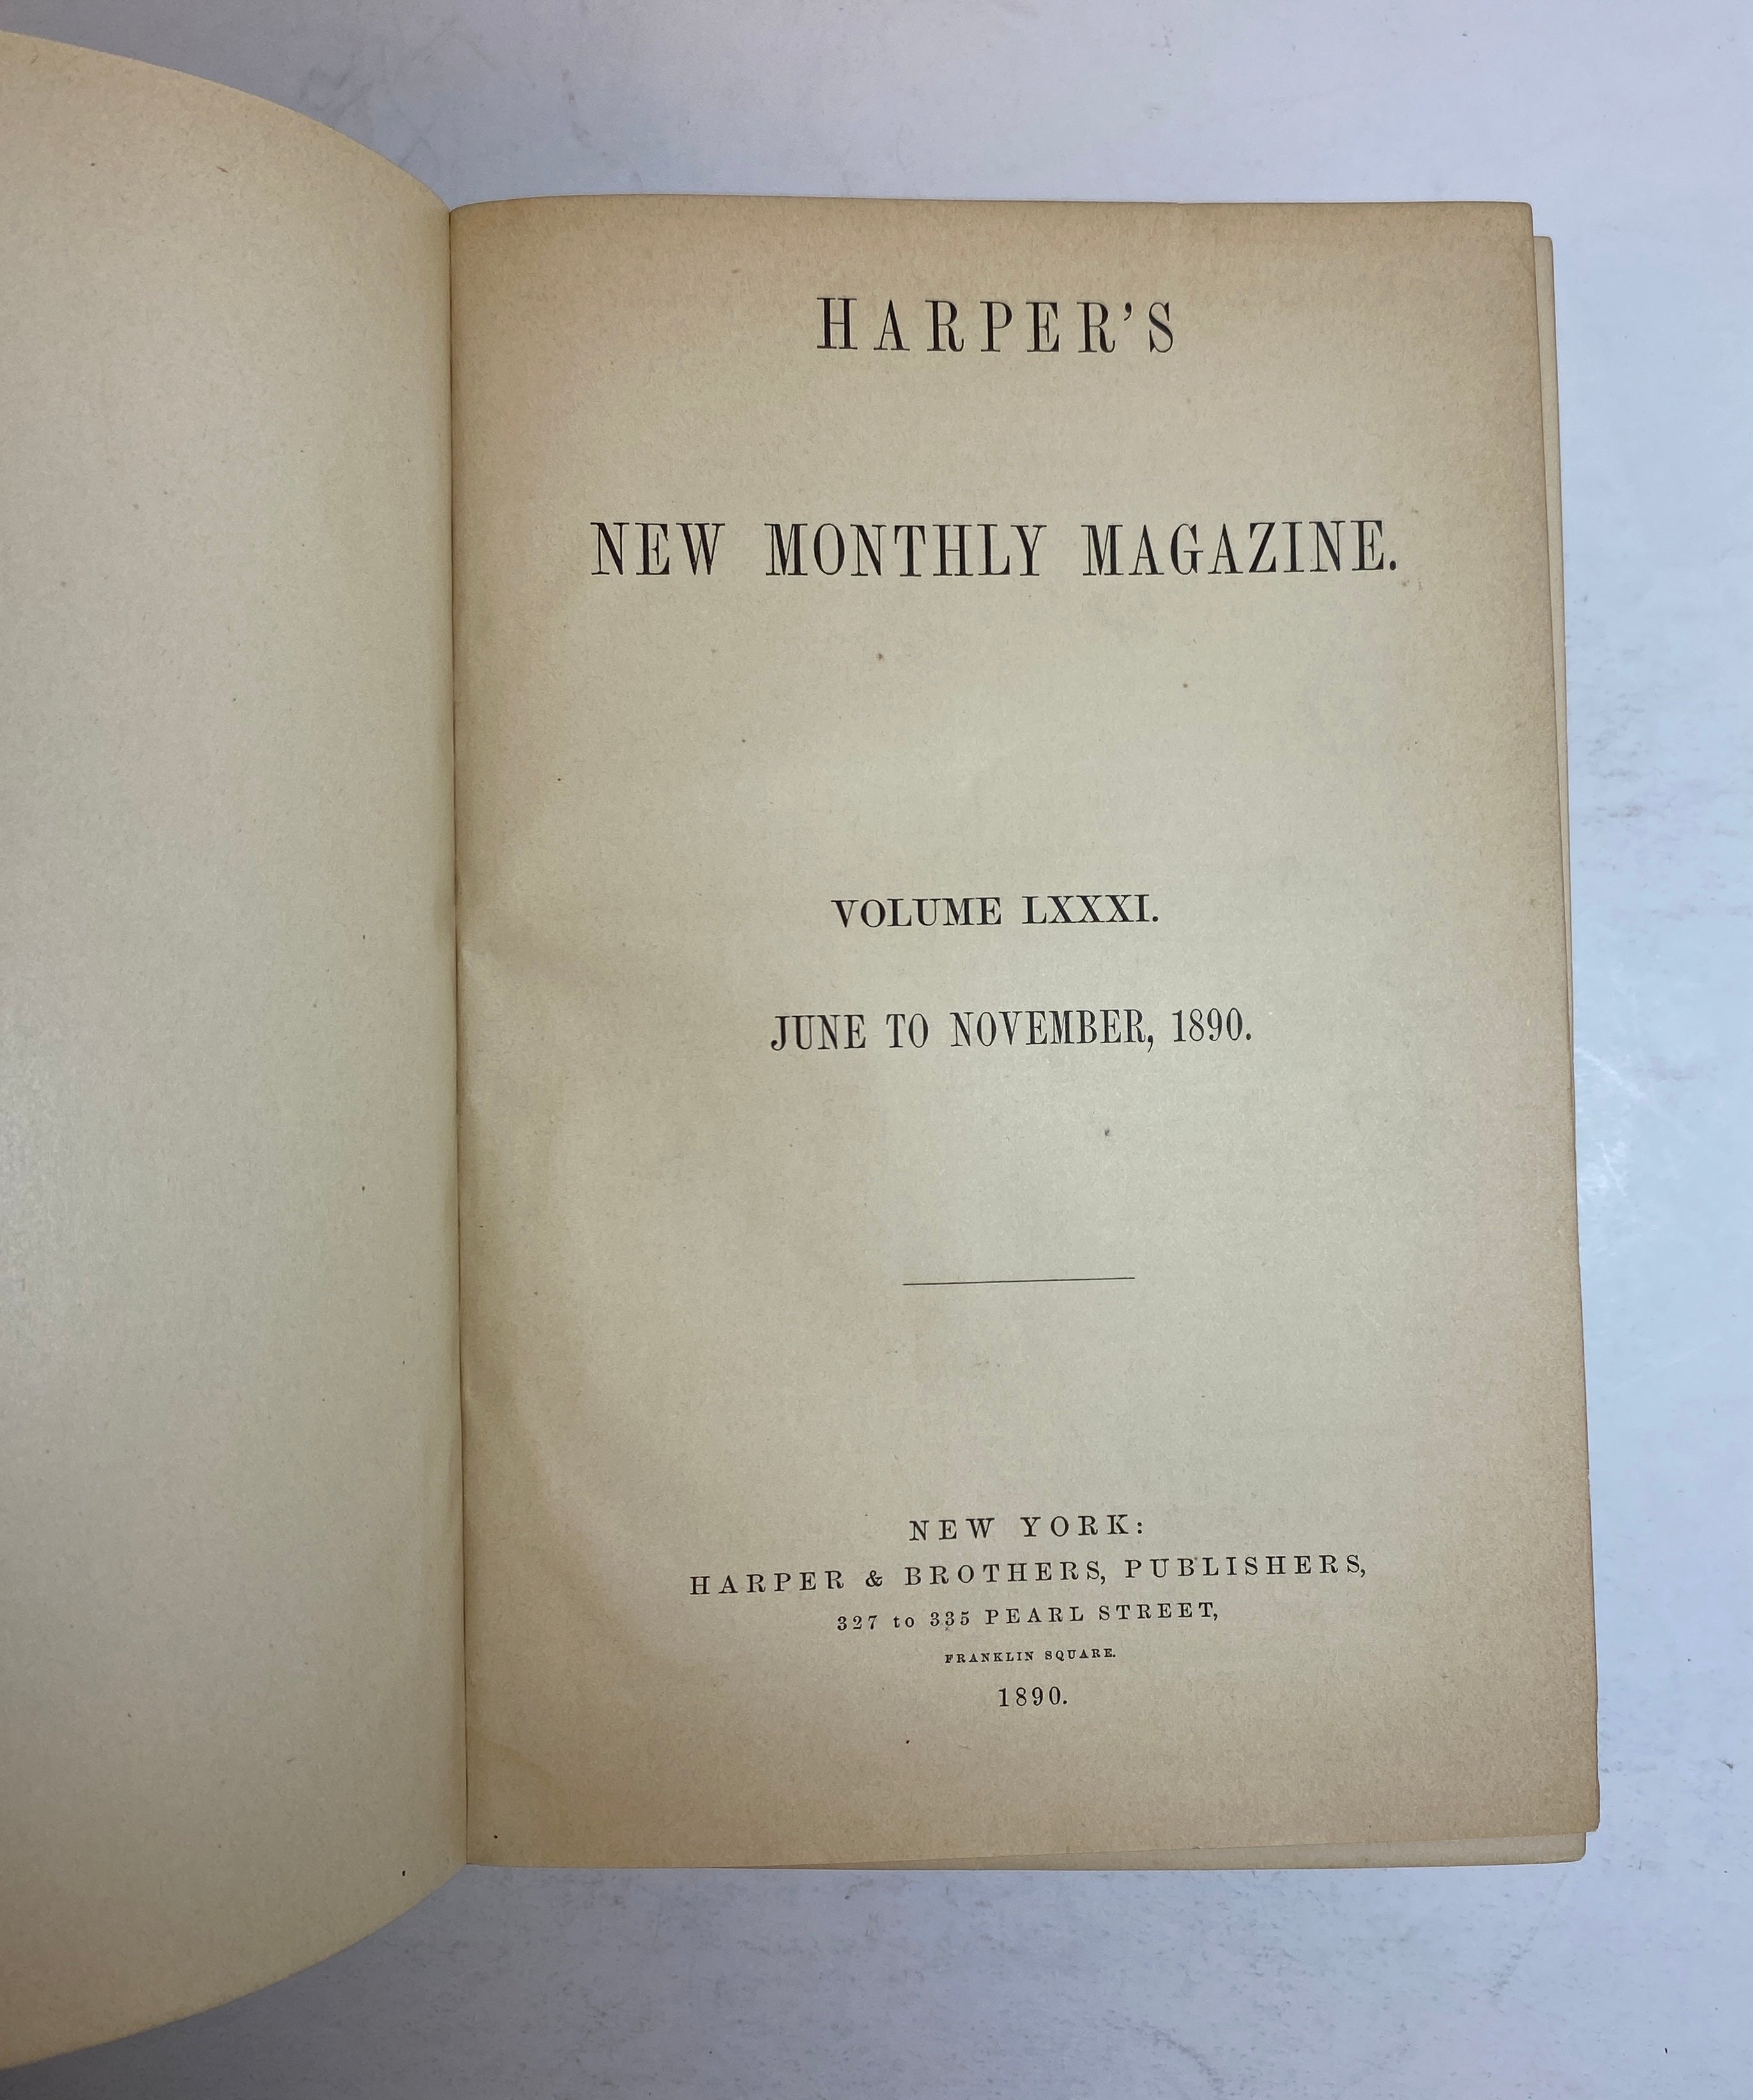 HARPER'S
NEW MONTHLY MAGAZINE.
VOLUME LXXXI.
JUNE TO NOVEMBER, 1890.
NEW YORK:
HARPER & BROTHERS, PUBLISHERS,
327 to 335 PEARL STREET,
FRANKLIN SQUARE.
1890.